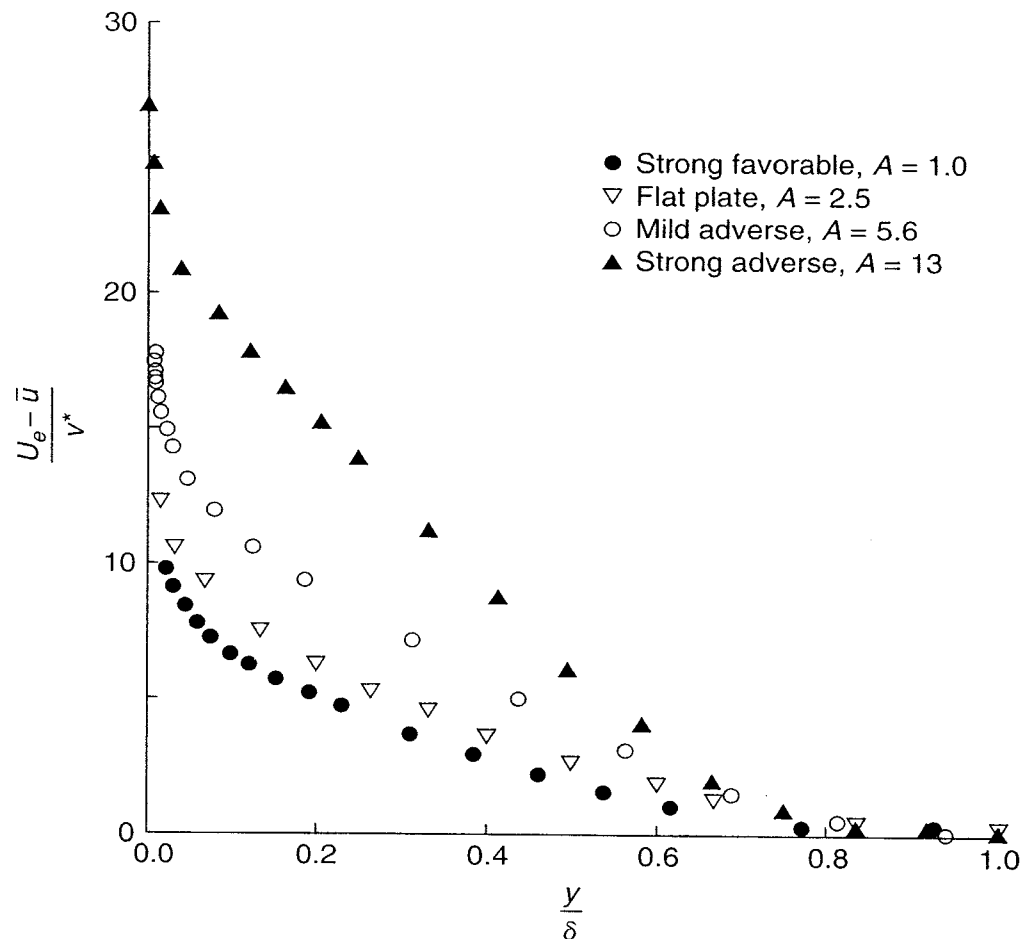 30
20
10
0
U_e − ū
v*
● Strong favorable, A = 1.0
▽ Flat plate, A = 2.5
○ Mild adverse, A = 5.6
▲ Strong adverse, A = 13
0.0 0.2 0.4 0.6 0.8 1.0
y
δ